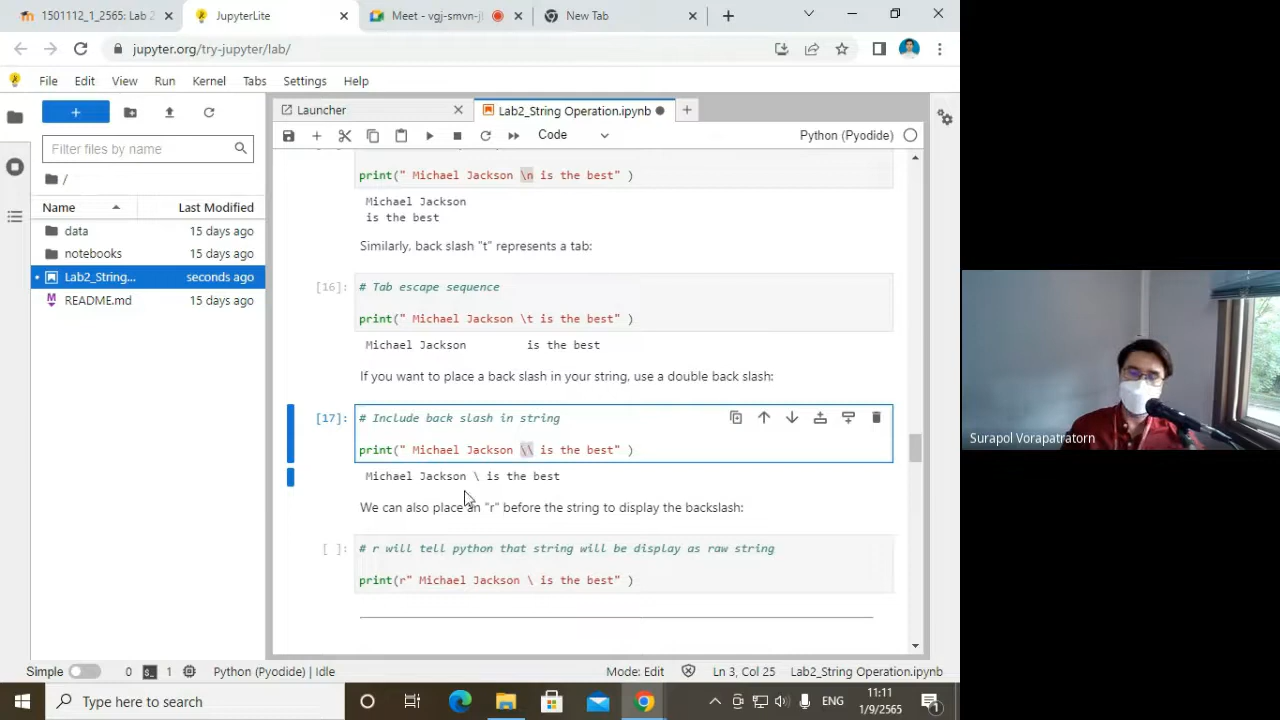 1501112_1_2565: Lab 2
JupyterLite
Meet - vgj-smvn-jl
New Tab
jupyter.org/try-jupyter/lab/
File Edit View Run Kernel Tabs Settings Help
Launcher
Lab2_String Operation.ipynb
Code
Python (Pyodide)
Filter files by name
/
Name
Last Modified
data
15 days ago
notebooks
15 days ago
Lab2_String...
seconds ago
README.md
15 days ago
print(" Michael Jackson \n is the best" )
Michael Jackson
is the best
Similarly, back slash "t" represents a tab:
[16]: # Tab escape sequence
print(" Michael Jackson \t is the best" )
Michael Jackson is the best
If you want to place a back slash in your string, use a double back slash:
[17]: # Include back slash in string
print(" Michael Jackson \\ is the best" )
Michael Jackson \ is the best
We can also place an "r" before the string to display the backslash:
[ ]: # r will tell python that string will be display as raw string
print(r" Michael Jackson \ is the best" )
Surapol Vorapatratorn
Simple
0
1
Python (Pyodide) | Idle
Mode: Edit
Ln 3, Col 25
Lab2_String Operation.ipynb
Type here to search
ENG
11:11
1/9/2565
1